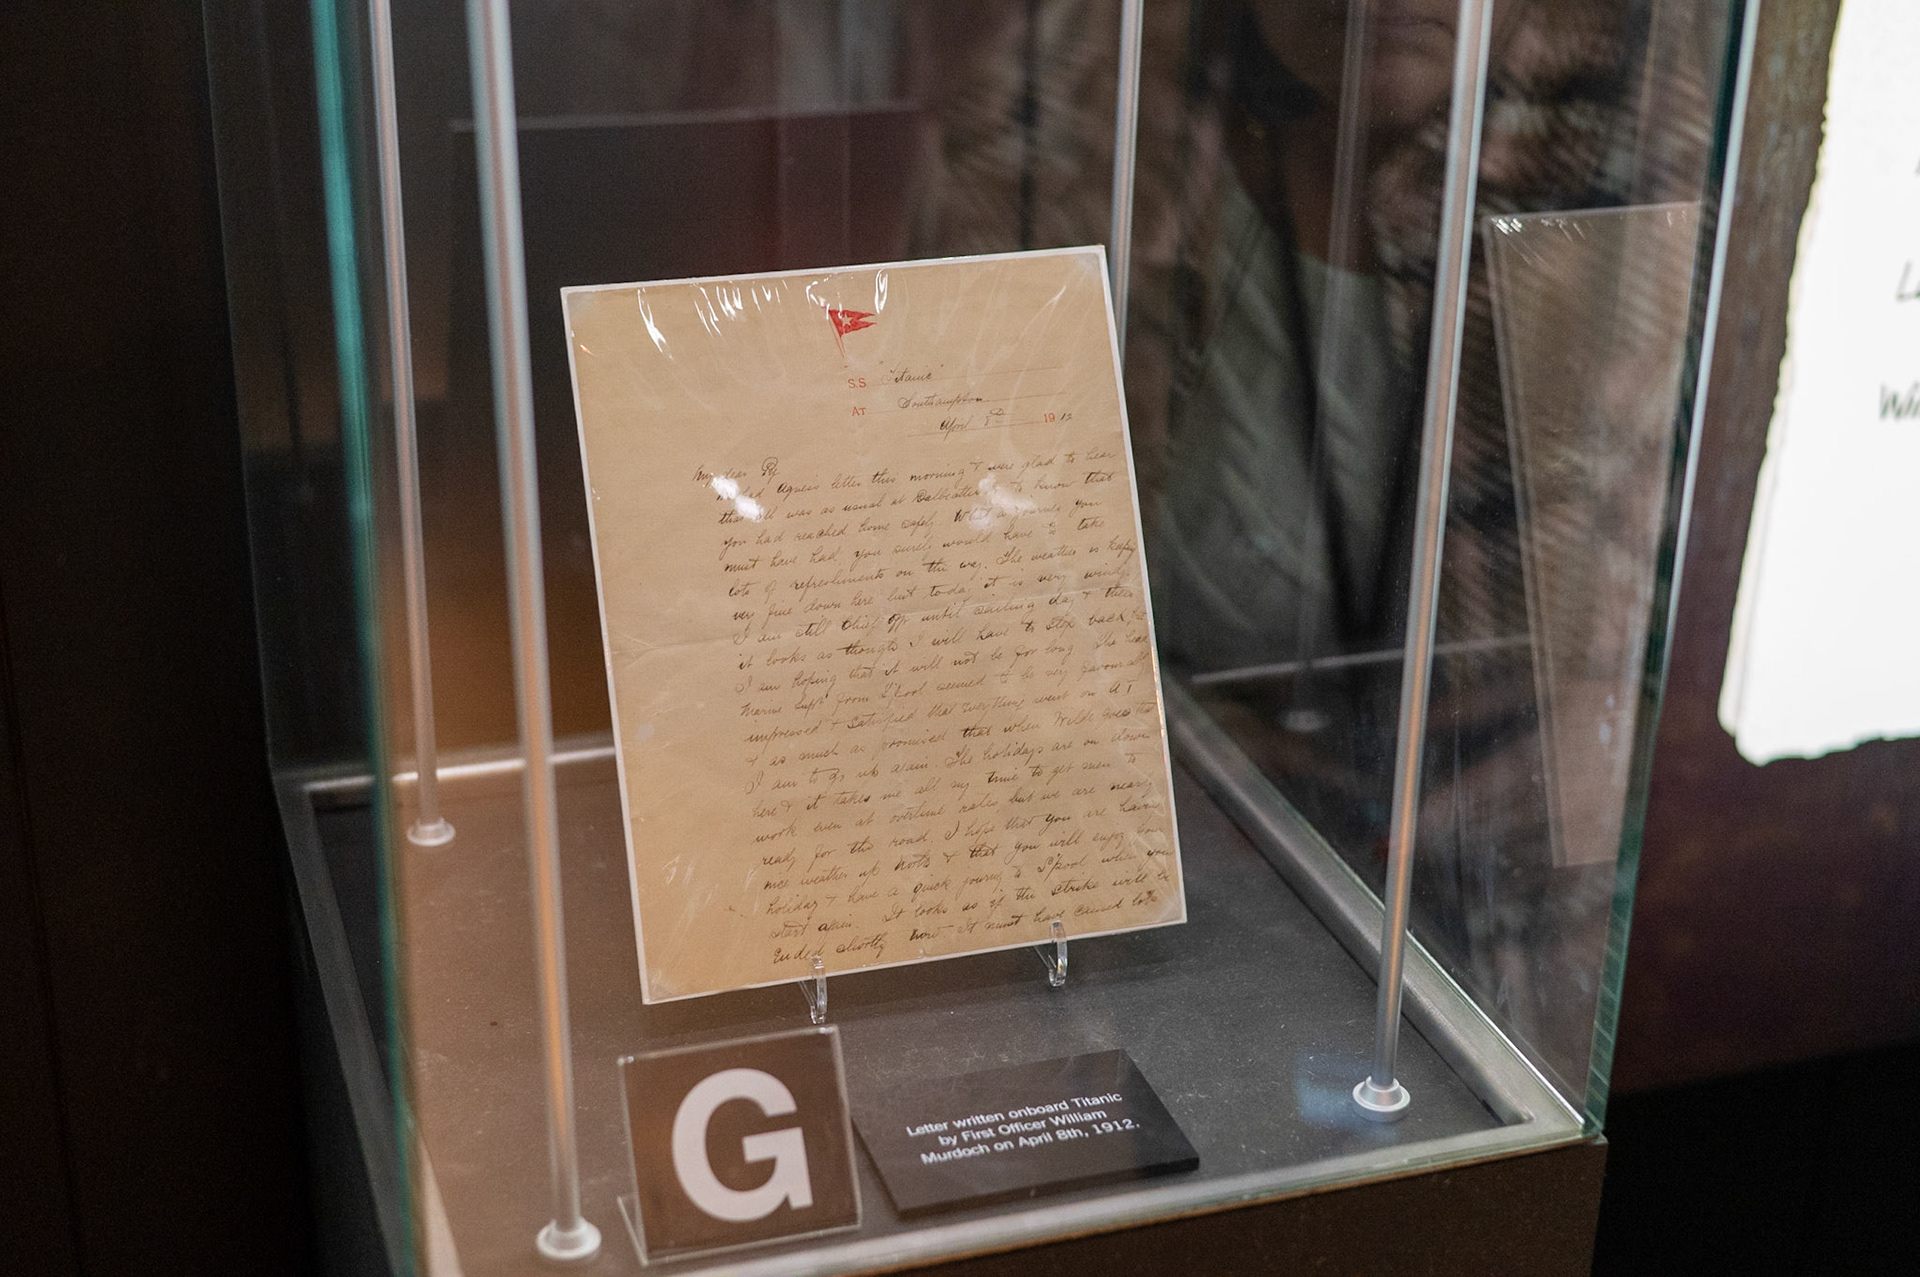 S.S. "Titanic"
AT Southampton
April 8th 1912
My dear Peg
Agnes letter this morning & were glad to hear
that all was as usual at Dalbeattie & to know that
you had reached home safely. What a journey you
must have had, you surely would have to take
lots of refreshments on the way. The weather is keeping
very fine down here but today it is very windy.
I am still Chief Offr until sailing day & then
it looks as though I will have to step back, so
I am hoping that it will not be for long. The head
Marine Supt from L'pool seemed to be very favourably
impressed & satisfied that everything went on A1
& as much as promised that when Wilde goes that
I am to go up again. The holidays are on down
here & it takes me all my time to get men to
work even at overtime rates but we are nearly
ready for the road. I hope that you are having
nice weather up North & that you will enjoy your
holiday & have a quick journey to L'pool when you
start again. It looks as if the strike will be
Ended shortly now. It must have caused lots
G
Letter written onboard Titanic
by First Officer William
Murdoch on April 8th, 1912.
L
Wi